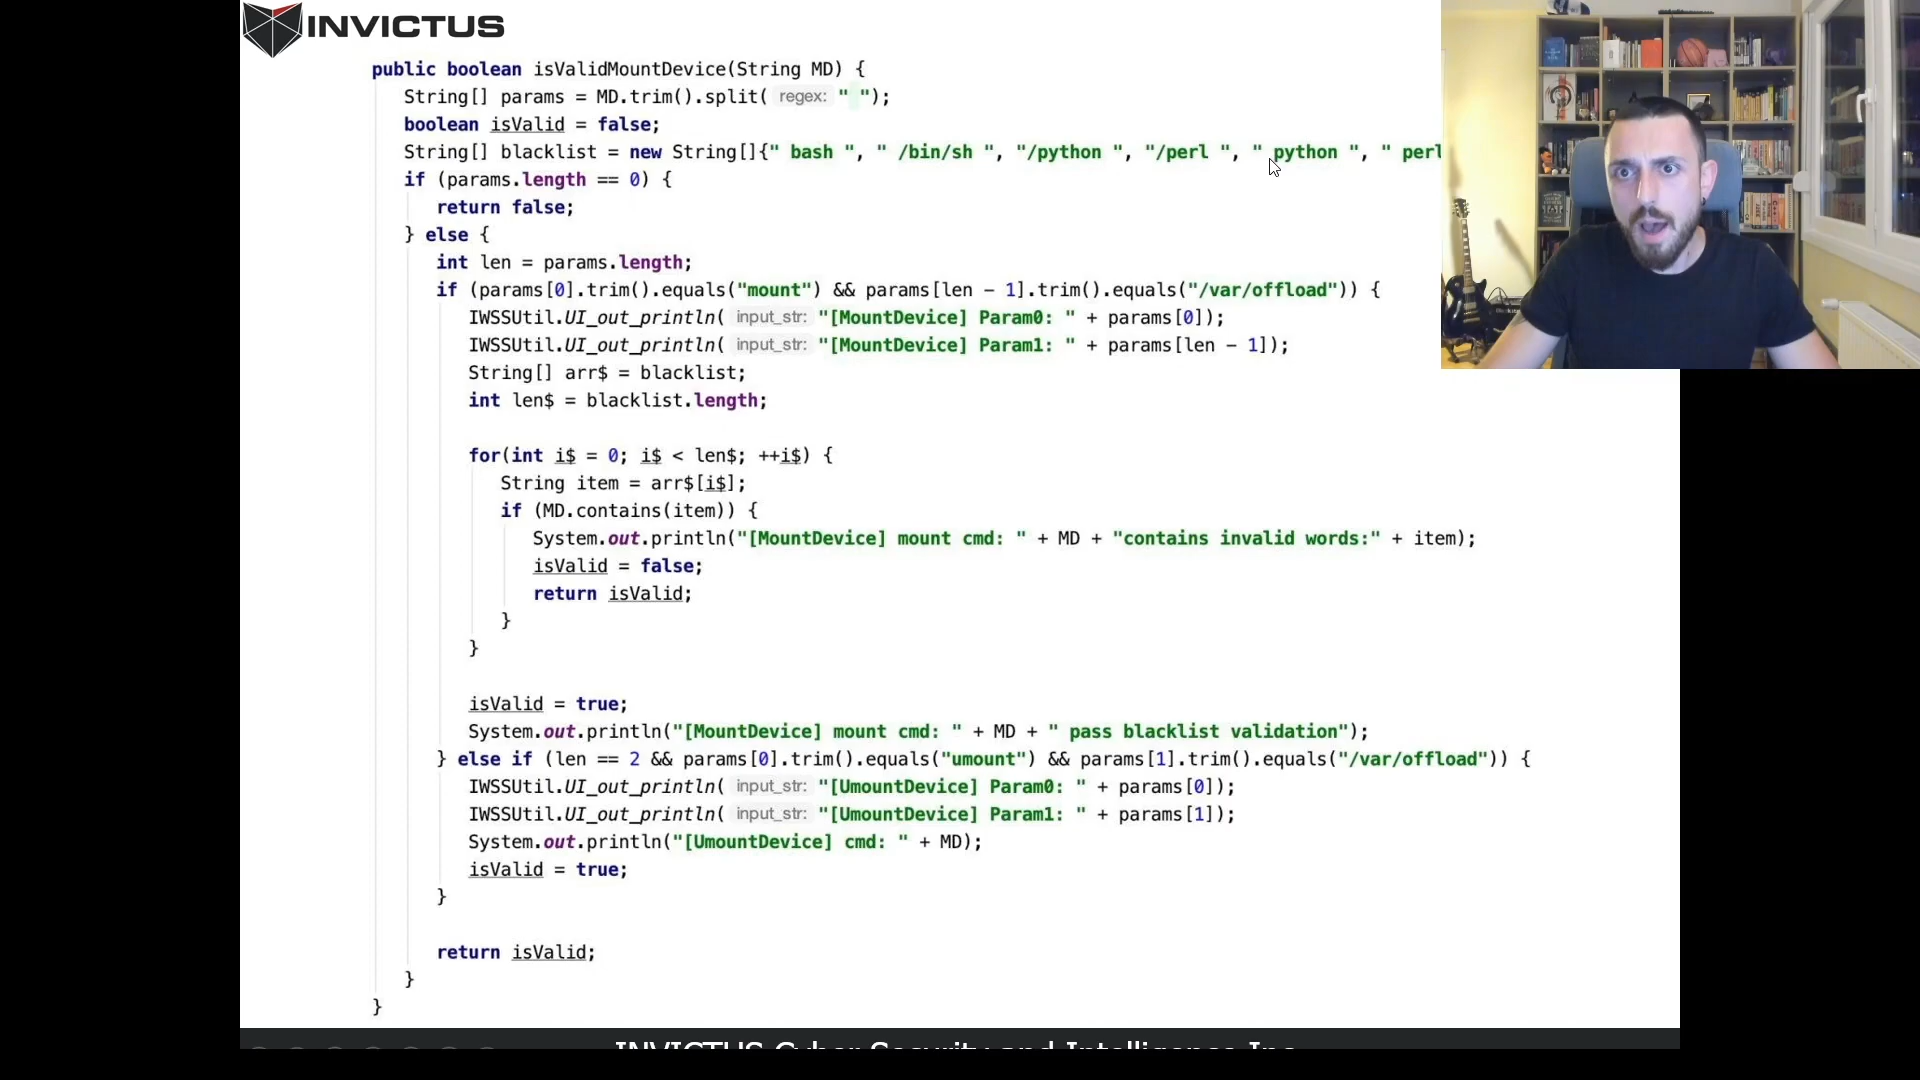 INVICTUS
public boolean isValidMountDevice(String MD) {
String[] params = MD.trim().split( regex: " ");
boolean isValid = false;
String[] blacklist = new String[]{" bash ", " /bin/sh ", "/python ", "/perl ", " python ", " perl
if (params.length == 0) {
return false;
} else {
int len = params.length;
if (params[0].trim().equals("mount") && params[len - 1].trim().equals("/var/offload")) {
IWSSUtil.UI_out_println( input_str: "[MountDevice] Param0: " + params[0]);
IWSSUtil.UI_out_println( input_str: "[MountDevice] Param1: " + params[len - 1]);
String[] arr$ = blacklist;
int len$ = blacklist.length;
for(int i$ = 0; i$ < len$; ++i$) {
String item = arr$[i$];
if (MD.contains(item)) {
System.out.println("[MountDevice] mount cmd: " + MD + "contains invalid words:" + item);
isValid = false;
return isValid;
}
}
isValid = true;
System.out.println("[MountDevice] mount cmd: " + MD + " pass blacklist validation");
} else if (len == 2 && params[0].trim().equals("umount") && params[1].trim().equals("/var/offload")) {
IWSSUtil.UI_out_println( input_str: "[UmountDevice] Param0: " + params[0]);
IWSSUtil.UI_out_println( input_str: "[UmountDevice] Param1: " + params[1]);
System.out.println("[UmountDevice] cmd: " + MD);
isValid = true;
}
return isValid;
}
}
INVICTUS Cyber Security and Intelligence Inc